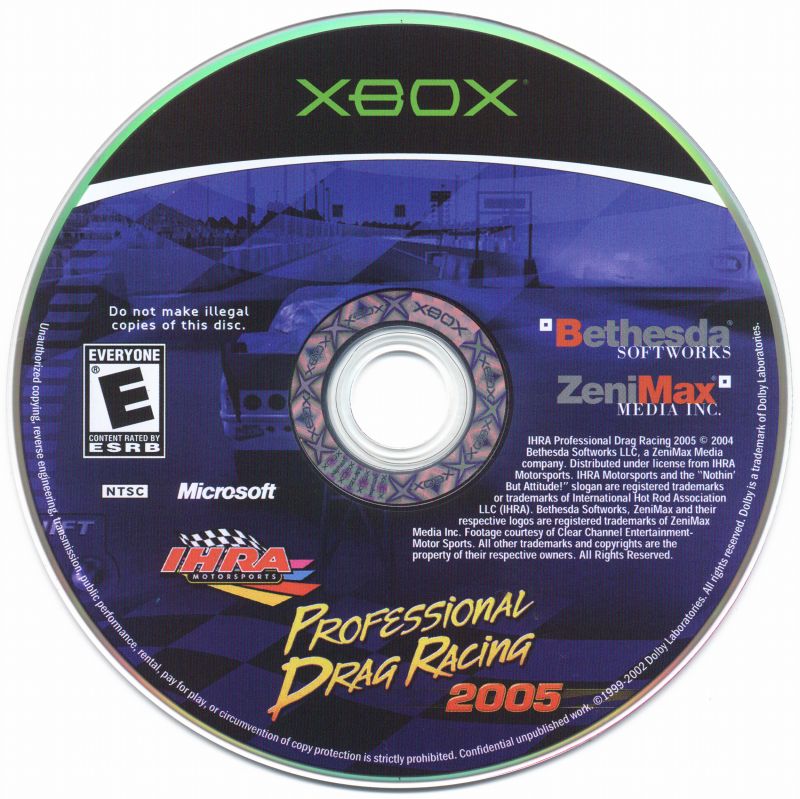 XBOX
Do not make illegal
copies of this disc.
XBOX
EVERYONE
E
®
CONTENT RATED BY
ESRB
Bethesda®
SOFTWORKS
ZeniMax®
MEDIA INC.
NTSC
Microsoft
IHRA Professional Drag Racing 2005 © 2004
Bethesda Softworks LLC, a ZeniMax Media
company. Distributed under license from IHRA
Motorsports. IHRA Motorsports and the "Nothin'
But Attitude!" slogan are registered trademarks
or trademarks of International Hot Rod Association
LLC (IHRA). Bethesda Softworks, ZeniMax and their
respective logos are registered trademarks of ZeniMax
Media Inc. Footage courtesy of Clear Channel Entertainment-
Motor Sports. All other trademarks and copyrights are the
property of their respective owners. All Rights Reserved.
IHRA
MOTORSPORTS
PROFESSIONAL
DRAG RACING
2005
Unauthorized copying, reverse engineering, transmission, public performance, rental, pay for play, or circumvention of copy protection is strictly prohibited. Confidential unpublished work. ©1999-2002 Dolby Laboratories. All rights reserved. Dolby is a trademark of Dolby Laboratories.